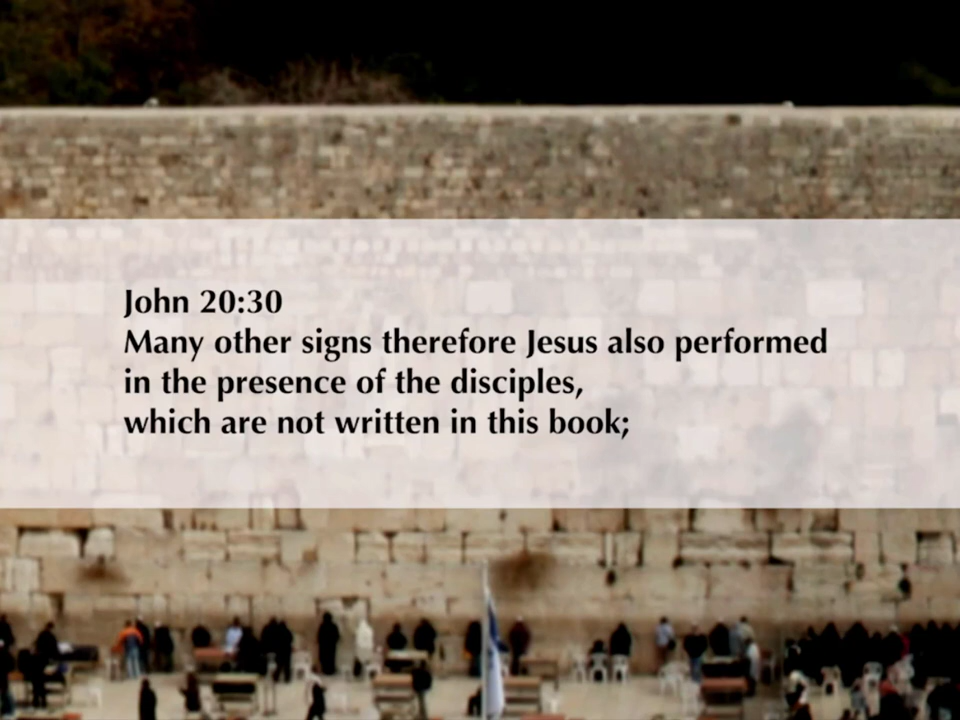 John 20:30
Many other signs therefore Jesus also performed
in the presence of the disciples,
which are not written in this book;